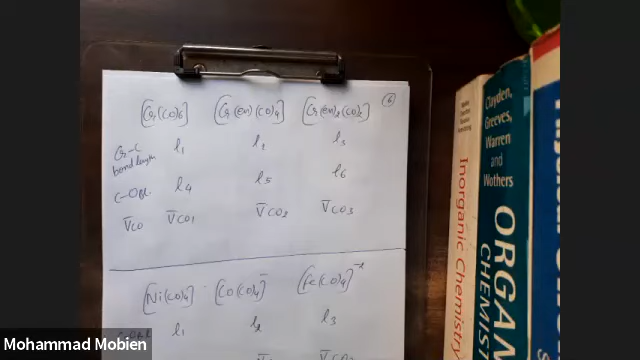 [Cr(CO)6] [Cr(en)(CO)4] [Cr(en)2(CO)2] (6)
Cr-C bond length l1 l2 l3
C-O bl. l4 l5 l6
ν̅CO ν̅CO1 ν̅CO2 ν̅CO3
[Ni(CO)4] [Co(CO)4]⁻ [Fe(CO)4]⁻²
l1 l2 l3
Inorganic Chemistry
Clayden,
Greeves,
Warren
and
Wothers
ORGAN
CHEMIST
Mohammad Mobien